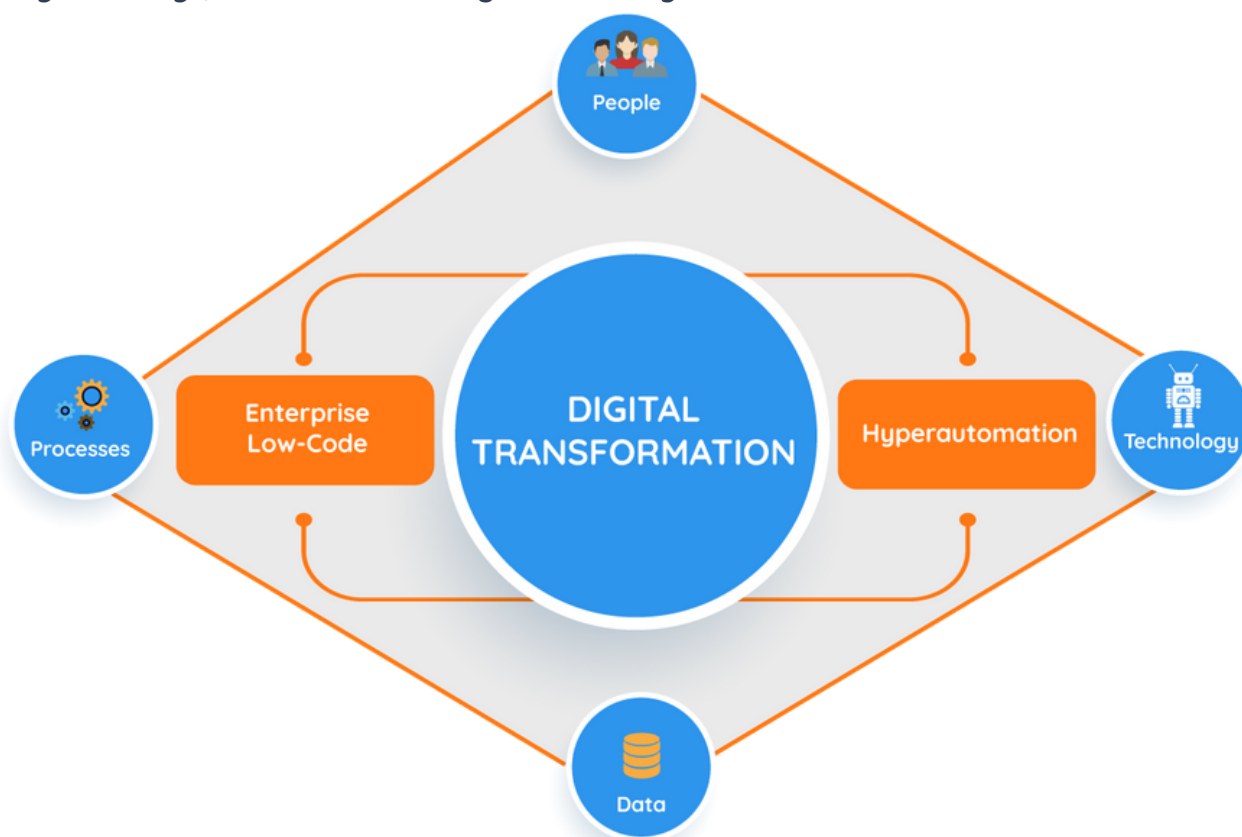 People
Enterprise
Low-Code
DIGITAL
TRANSFORMATION
Hyperautomation
Processes
Technology
Data